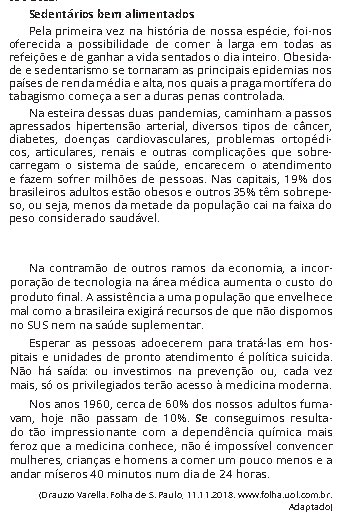 Sedentários bem alimentados
Pela primeira vez na história de nossa espécie, foi-nos
oferecida a possibilidade de comer à larga em todas as
refeições e de ganhar a vida sentados o dia inteiro. Obesida-
de e sedentarismo se tornaram as principais epidemias nos
países de renda média e alta, nos quais a praga mortífera do
tabagismo começa a ser a duras penas controlada.
Na esteira dessas duas pandemias, caminham a passos
apressados hipertensão arterial, diversos tipos de câncer,
diabetes, doenças cardiovasculares, problemas ortopédi-
cos, articulares, renais e outras complicações que sobre-
carregam o sistema de saúde, encarecem o atendimento
e fazem sofrer milhões de pessoas. Nas capitais, 19% dos
brasileiros adultos estão obesos e outros 35% têm sobrepe-
so, ou seja, menos da metade da população cai na faixa do
peso considerado saudável.
Na contramão de outros ramos da economia, a incor-
poração de tecnologia na área médica aumenta o custo do
produto final. A assistência a uma população que envelhece
mal como a brasileira exigirá recursos de que não dispomos
no SUS nem na saúde suplementar.
Esperar as pessoas adoecerem para tratá-las em hos-
pitais e unidades de pronto atendimento é política suicida.
Não há saída: ou investimos na prevenção ou, cada vez
mais, só os privilegiados terão acesso à medicina moderna.
Nos anos 1960, cerca de 60% dos nossos adultos fuma-
vam, hoje não passam de 10%. Se conseguimos resulta-
do tão impressionante com a dependência química mais
feroz que a medicina conhece, não é impossível convencer
mulheres, crianças e homens a comer um pouco menos e a
andar míseros 40 minutos num dia de 24 horas.
(Drauzio Varella. Folha de S. Paulo, 11.11.2018. www.folha.uol.com.br.
Adaptado)